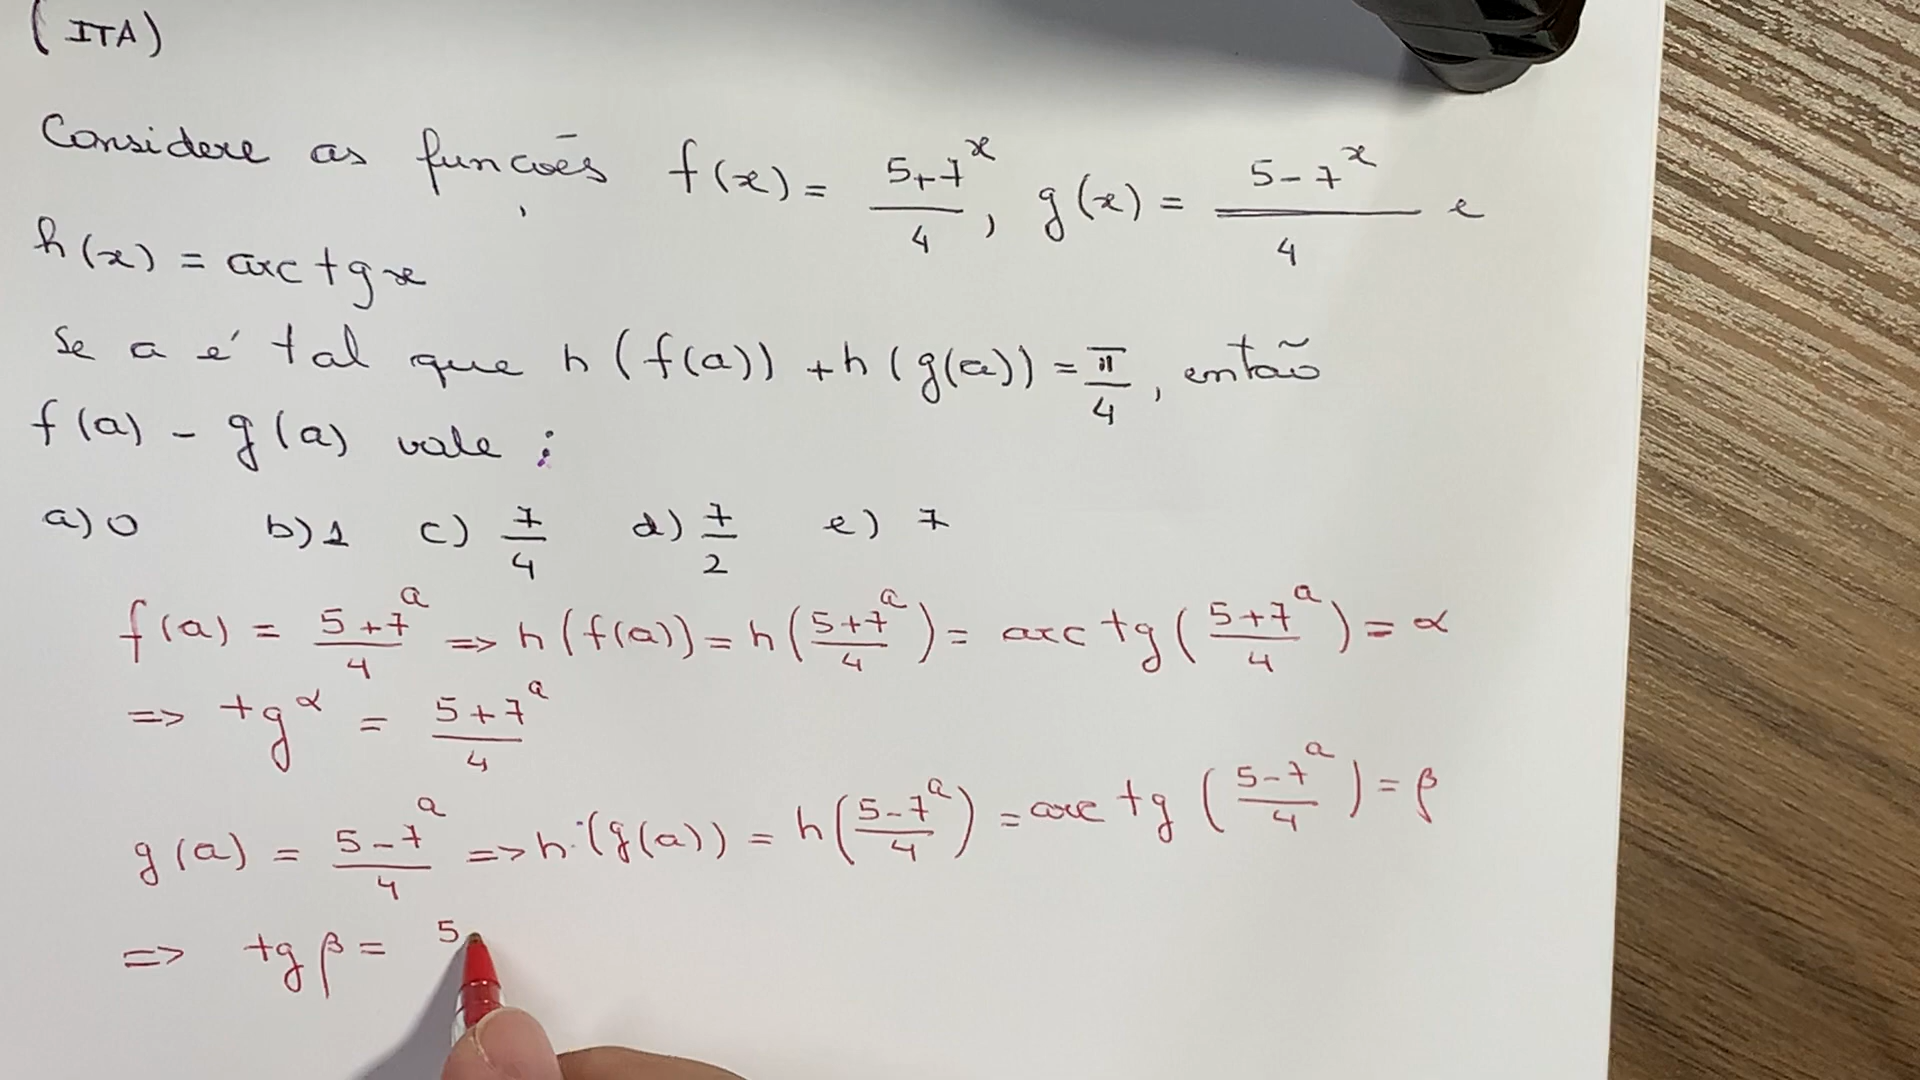 (ITA)
Considere as funções f(x) = (5+7^x)/4, g(x) = (5-7^x)/4 e
h(x) = arc tg x
Se a é tal que h(f(a)) + h(g(a)) = π/4, então
f(a) - g(a) vale :
a) 0 b) 1 c) 7/4 d) 7/2 e) 7
f(a) = (5+7^a)/4 => h(f(a)) = h((5+7^a)/4) = arc tg((5+7^a)/4) = α
=> tg α = (5+7^a)/4
g(a) = (5-7^a)/4 => h(g(a)) = h((5-7^a)/4) = arc tg((5-7^a)/4) = β
=> tg β = 5